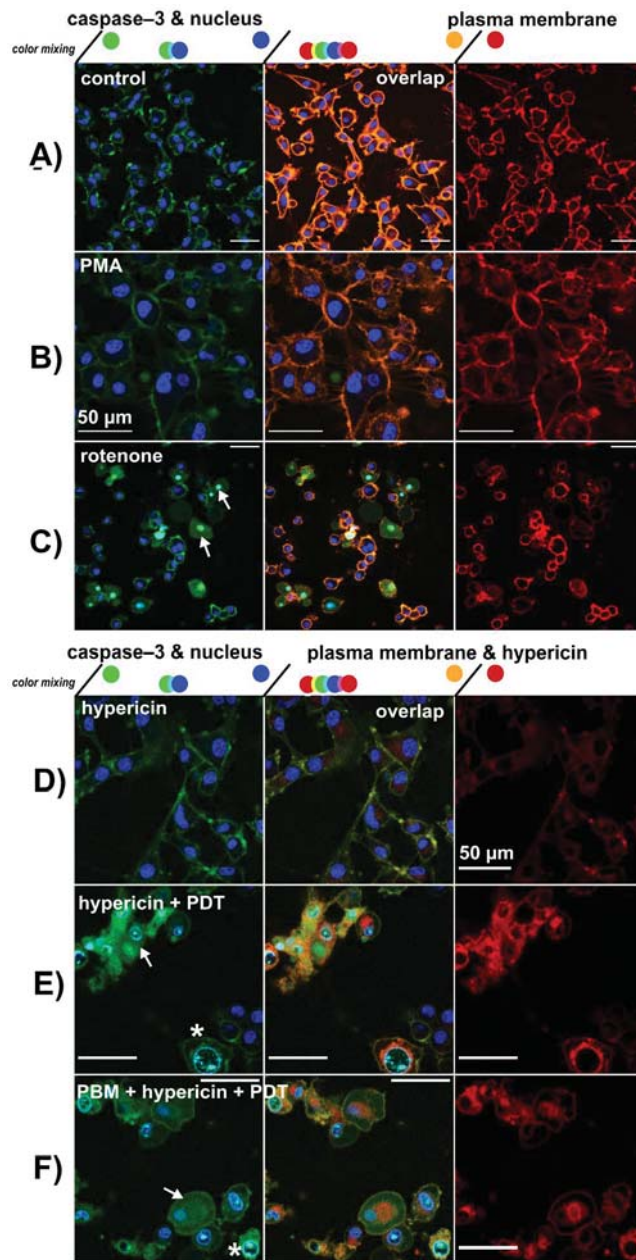 caspase–3 & nucleus plasma membrane
color mixing
control overlap
A)
PMA
B)
50 µm
rotenone
C)
caspase–3 & nucleus plasma membrane & hypericin
color mixing
hypericin overlap
D)
50 µm
hypericin + PDT
E)
*
PBM + hypericin + PDT
F)
*